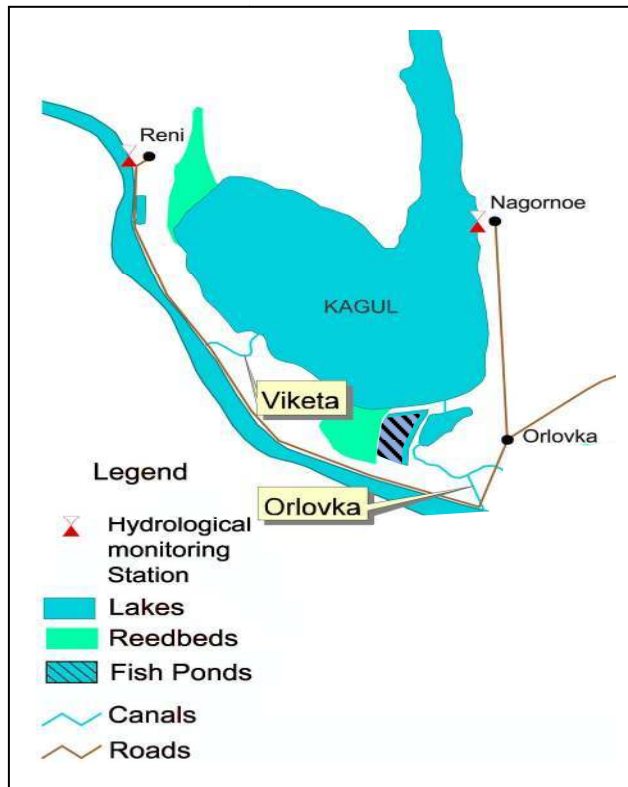 Reni
Nagornoe
KAGUL
Viketa
Orlovka
Orlovka
Legend
Hydrological
monitoring
Station
Lakes
Reedbeds
Fish Ponds
Canals
Roads